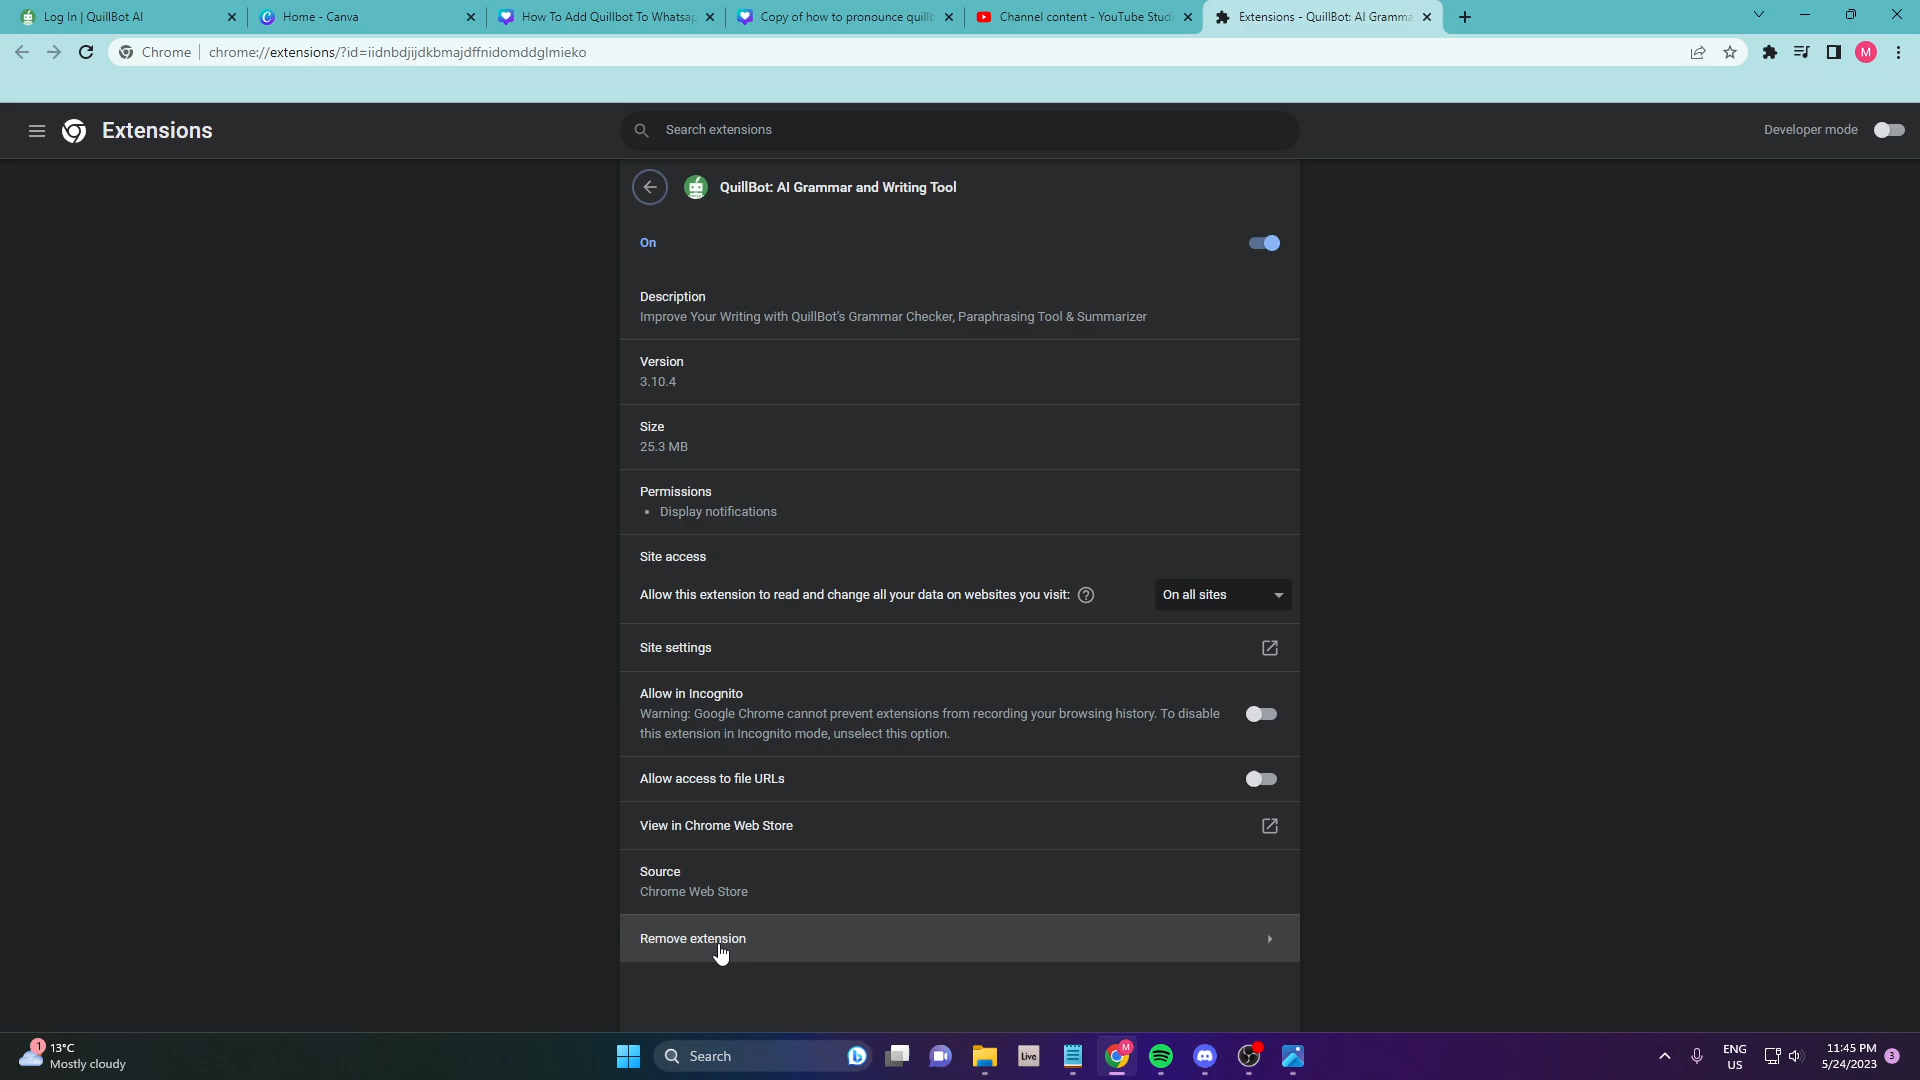 Log In | QuillBot AI
Home - Canva
How To Add Quillbot To Whatsap
Copy of how to pronounce quillb
Channel content - YouTube Studi
Extensions - QuillBot: AI Gramma
Chrome
chrome://extensions/?id=iidnbdjijdkbmajdffnidomddglmieko
M
Extensions
Search extensions
Developer mode
QuillBot: AI Grammar and Writing Tool
On
Description
Improve Your Writing with QuillBot's Grammar Checker, Paraphrasing Tool & Summarizer
Version
3.10.4
Size
25.3 MB
Permissions
• Display notifications
Site access
Allow this extension to read and change all your data on websites you visit:
On all sites
Site settings
Allow in Incognito
Warning: Google Chrome cannot prevent extensions from recording your browsing history. To disable
this extension in Incognito mode, unselect this option.
Allow access to file URLs
View in Chrome Web Store
Source
Chrome Web Store
Remove extension
1
13°C
Mostly cloudy
Search
Live
M
ENG
US
11:45 PM
5/24/2023
3